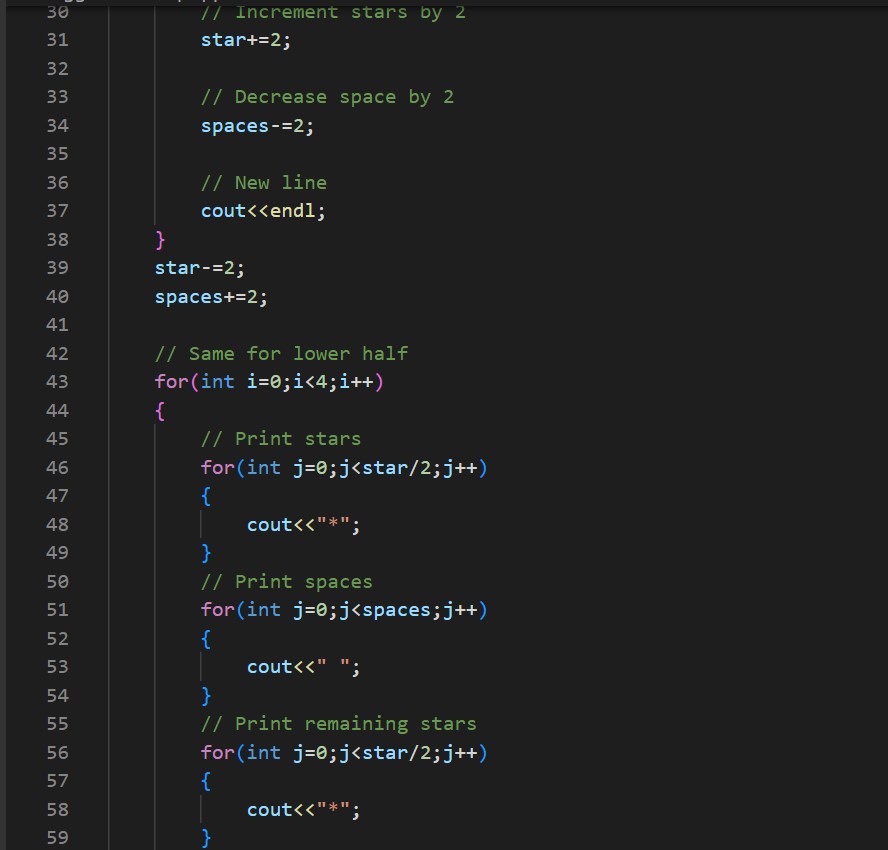 30 // Increment stars by 2
31 star+=2;
32
33 // Decrease space by 2
34 spaces-=2;
35
36 // New line
37 cout<<endl;
38 }
39 star-=2;
40 spaces+=2;
41
42 // Same for lower half
43 for(int i=0;i<4;i++)
44 {
45 // Print stars
46 for(int j=0;j<star/2;j++)
47 {
48 cout<<"*";
49 }
50 // Print spaces
51 for(int j=0;j<spaces;j++)
52 {
53 cout<<" ";
54 }
55 // Print remaining stars
56 for(int j=0;j<star/2;j++)
57 {
58 cout<<"*";
59 }